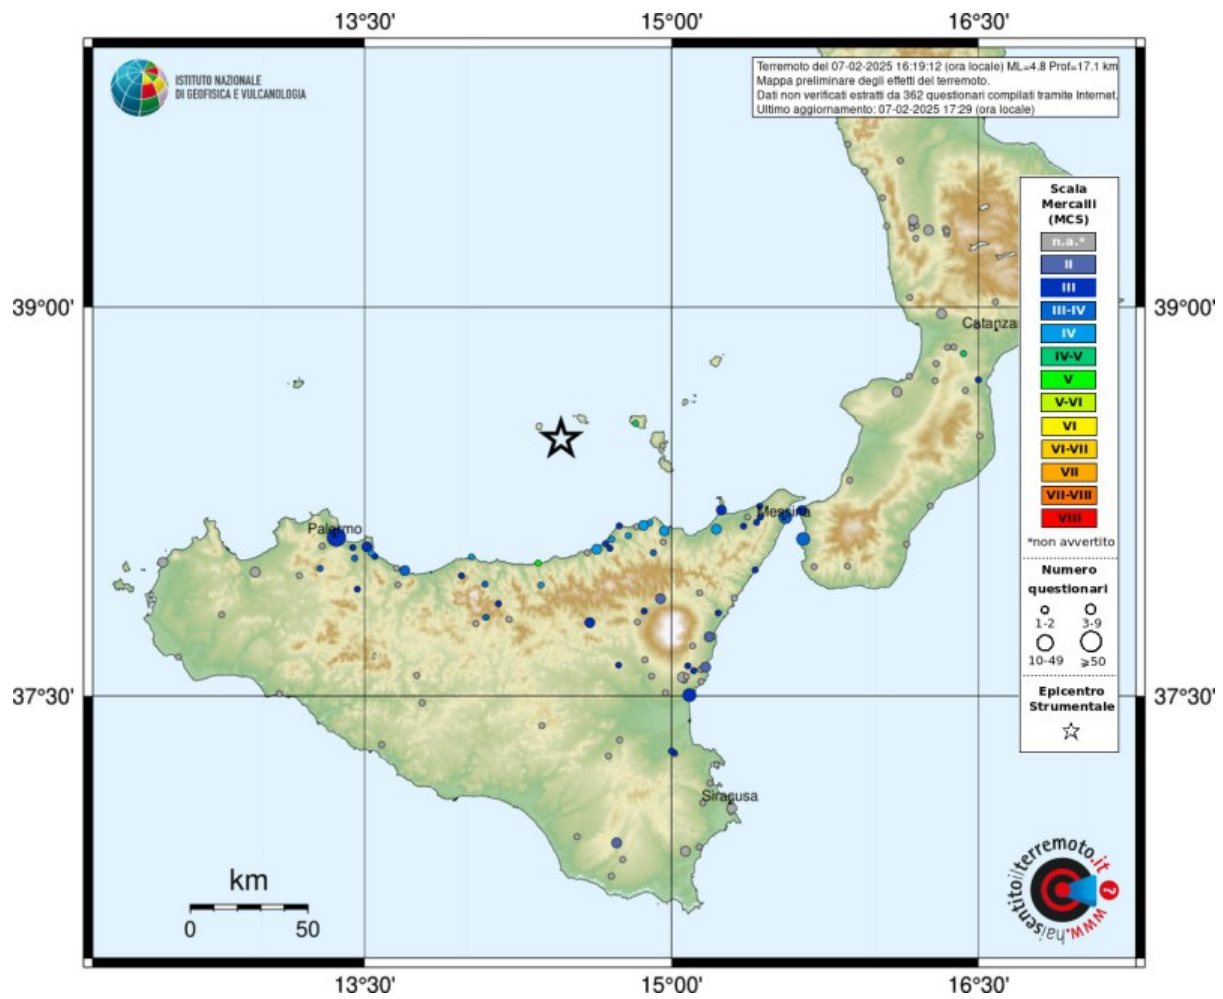 13°30' 15°00' 16°30'
ISTITUTO NAZIONALE
DI GEOFISICA E VULCANOLOGIA
Terremoto del 07-02-2025 16:19:12 (ora locale) ML=4.8 Prof=17.1 km
Mappa preliminare degli effetti del terremoto.
Dati non verificati estratti da 362 questionari compilati tramite Internet.
Ultimo aggiornamento: 07-02-2025 17:29 (ora locale)
Scala
Mercalli
(MCS)
n.a.*
II
III
III-IV
IV
IV-V
V
V-VI
VI
VI-VII
VII
VII-VIII
VIII
*non avvertito
Numero
questionari
1-2 3-9
10-49 ⩾50
Epicentro
Strumentale
39°00' 39°00'
Catanza
Palermo
Messina
37°30' 37°30'
Siracusa
km
0 50
www.haisentitoilterremoto.it
?
13°30' 15°00' 16°30'